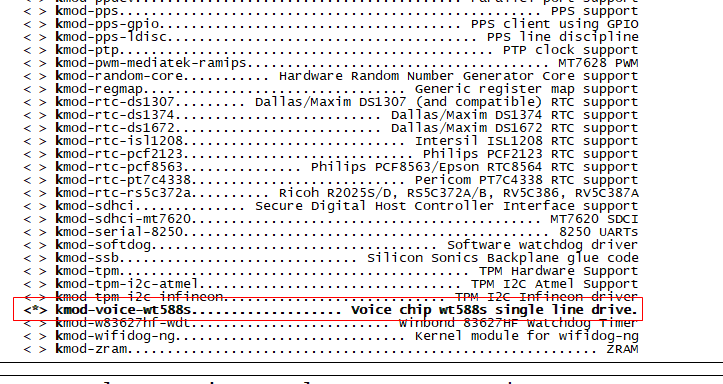 < > kmod-pps................................................ PPS support
< > kmod-pps-gpio................................ PPS client using GPIO
< > kmod-pps-ldisc................................. PPS line discipline
< > kmod-ptp.......................................... PTP clock support
< > kmod-pwm-mediatek-ramips................................ MT7628 PWM
< > kmod-random-core........... Hardware Random Number Generator Core support
< > kmod-regmap............................. Generic register map support
< > kmod-rtc-ds1307......... Dallas/Maxim DS1307 (and compatible) RTC support
< > kmod-rtc-ds1374....................... Dallas/Maxim DS1374 RTC support
< > kmod-rtc-ds1672....................... Dallas/Maxim DS1672 RTC support
< > kmod-rtc-isl1208......................... Intersil ISL1208 RTC support
< > kmod-rtc-pcf2123.......................... Philips PCF2123 RTC support
< > kmod-rtc-pcf8563............... Philips PCF8563/Epson RTC8564 RTC support
< > kmod-rtc-pt7c4338......................... Pericom PT7C4338 RTC support
< > kmod-rtc-rs5c372a........... Ricoh R2025S/D, RS5C372A/B, RV5C386, RV5C387A
< > kmod-sdhci............. Secure Digital Host Controller Interface support
< > kmod-sdhci-mt7620.......................................... MT7620 SDCI
< > kmod-serial-8250............................................ 8250 UARTs
< > kmod-softdog................................. Software watchdog driver
< > kmod-ssb......................... Silicon Sonics Backplane glue code
< > kmod-tpm........................................ TPM Hardware Support
< > kmod-tpm-i2c-atmel............................... TPM I2C Atmel Support
< > kmod-tpm-i2c-infineon........................... TPM I2C Infineon driver
<*> kmod-voice-wt588s.................. Voice chip wt588s single line drive.
< > kmod-w83627hf-wdt...................... Winbond 83627HF Watchdog Timer
< > kmod-wifidog-ng........................... Kernel module for wifidog-ng
< > kmod-zram..................................................... ZRAM